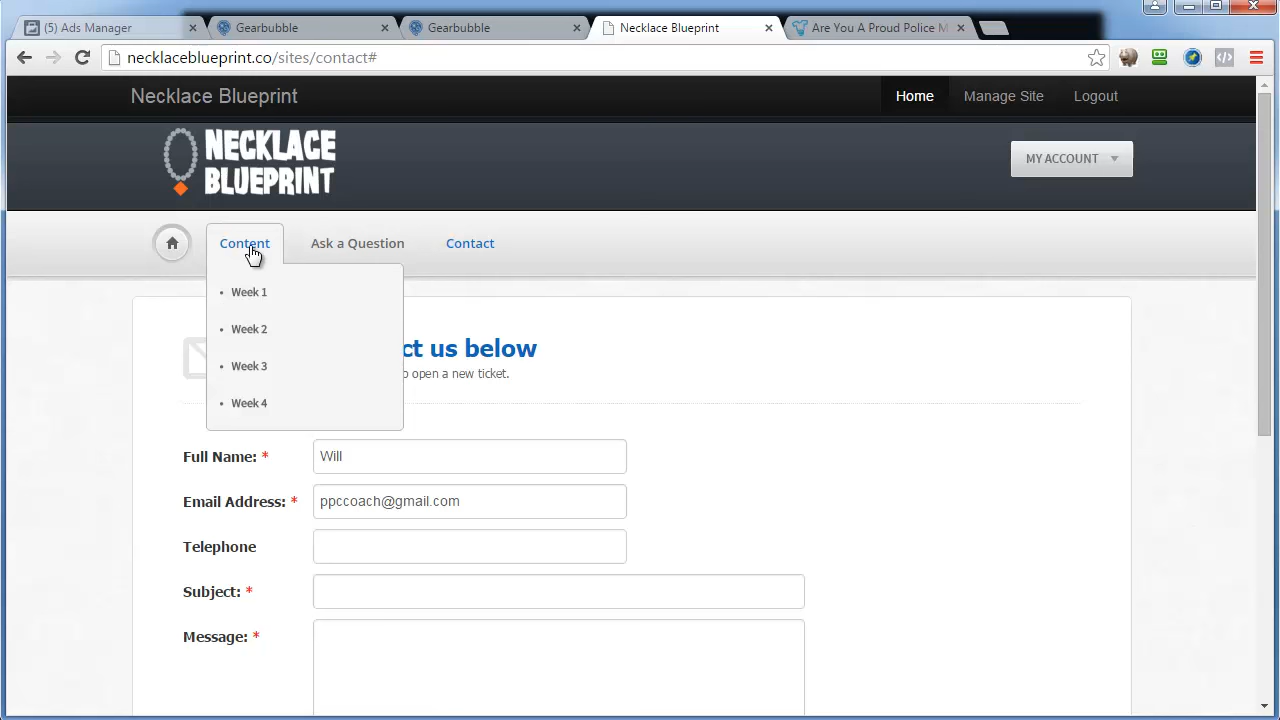 (5) Ads Manager
Gearbubble
Gearbubble
Necklace Blueprint
Are You A Proud Police M
necklaceblueprint.co/sites/contact#
Necklace Blueprint
Home
Manage Site
Logout
NECKLACE
BLUEPRINT
MY ACCOUNT
Content
Ask a Question
Contact
• Week 1
• Week 2
• Week 3
• Week 4
ct us below
o open a new ticket.
Full Name: * Will
Email Address: * ppccoach@gmail.com
Telephone
Subject: *
Message: *